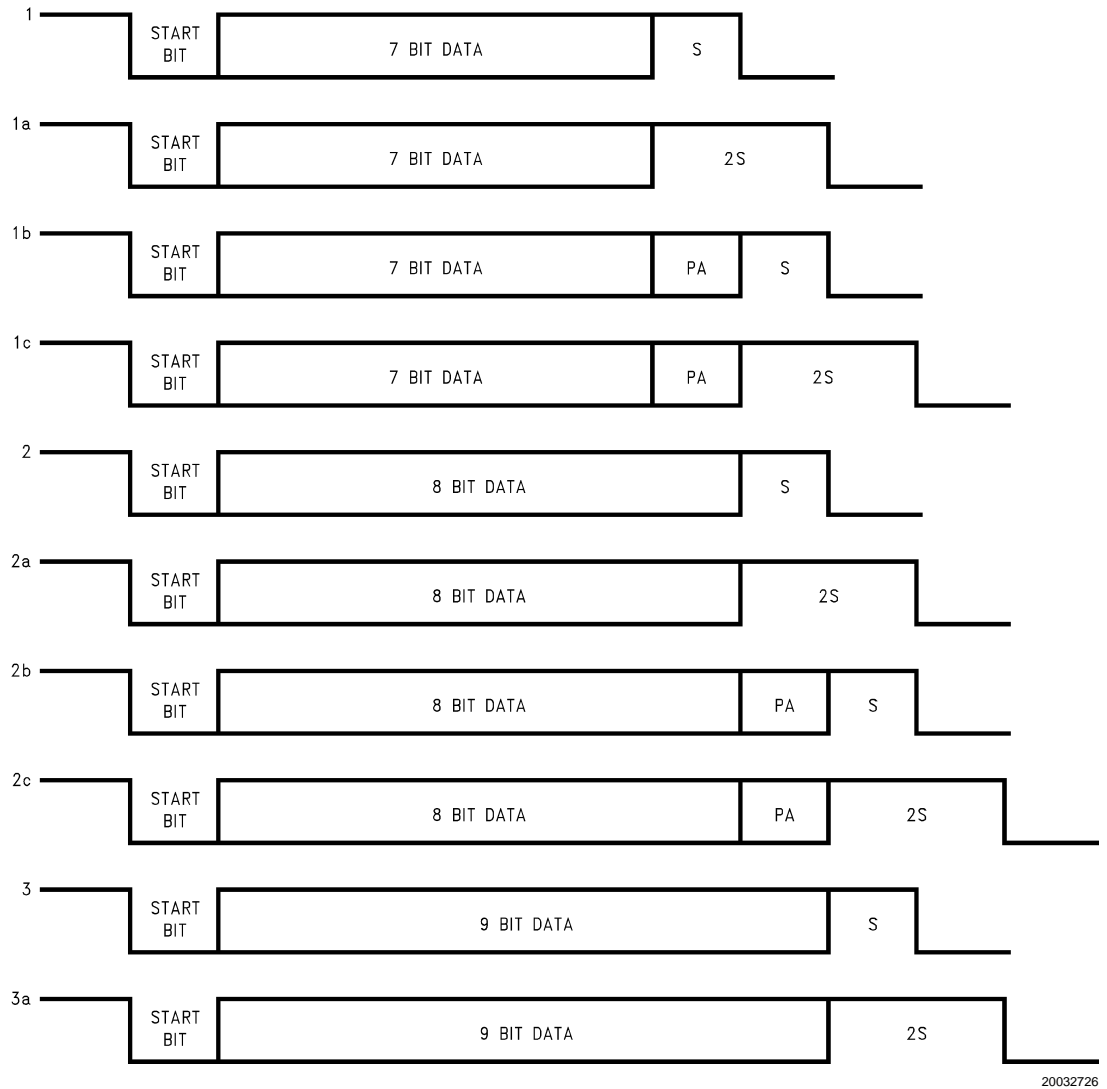 1 START BIT 7 BIT DATA S
1a START BIT 7 BIT DATA 2S
1b START BIT 7 BIT DATA PA S
1c START BIT 7 BIT DATA PA 2S
2 START BIT 8 BIT DATA S
2a START BIT 8 BIT DATA 2S
2b START BIT 8 BIT DATA PA S
2c START BIT 8 BIT DATA PA 2S
3 START BIT 9 BIT DATA S
3a START BIT 9 BIT DATA 2S
20032726